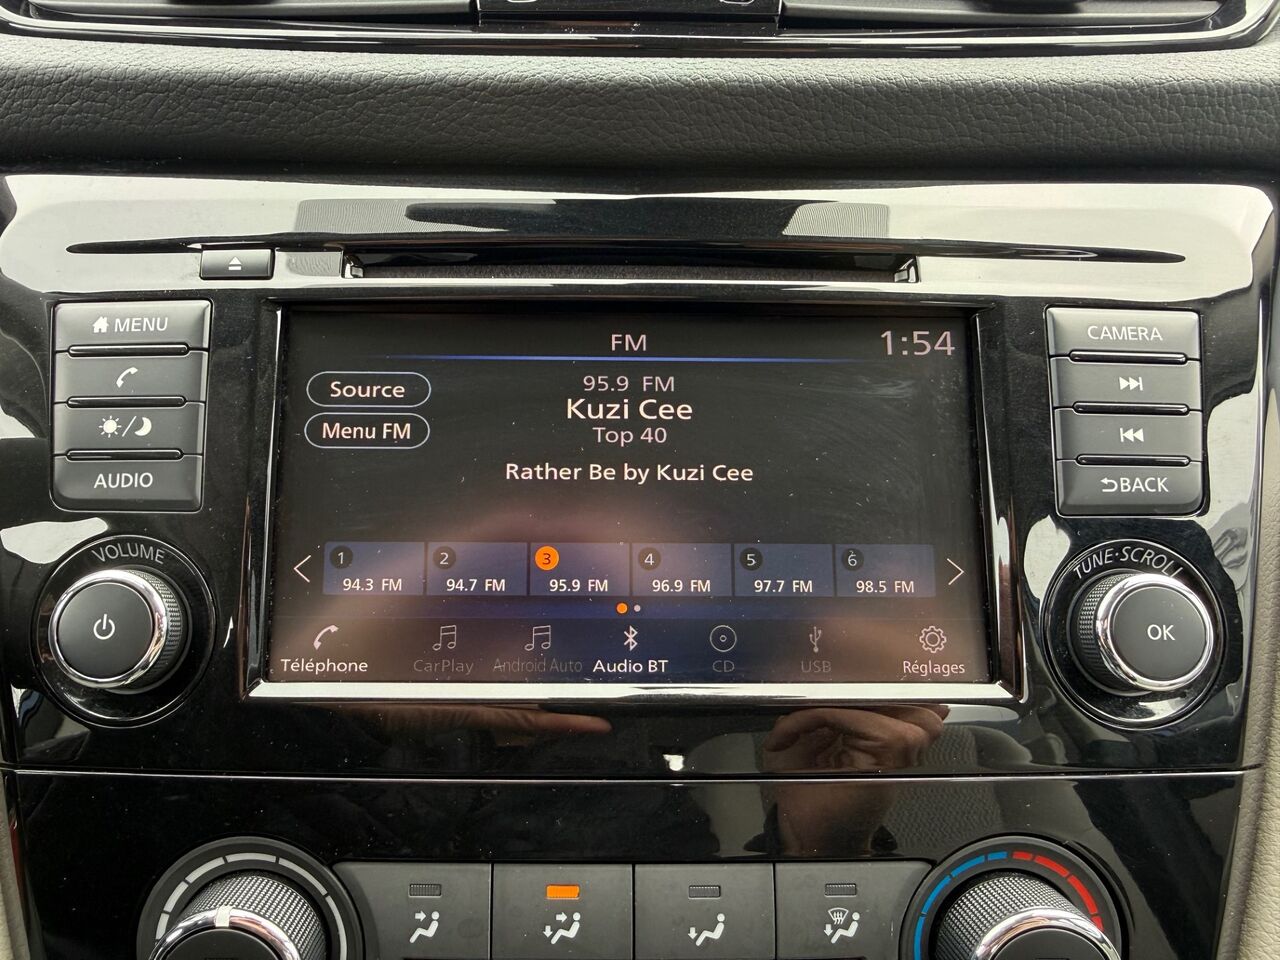 MENU
AUDIO
VOLUME
FM
1:54
Source
Menu FM
95.9 FM
Kuzi Cee
Top 40
Rather Be by Kuzi Cee
1
94.3 FM
2
94.7 FM
3
95.9 FM
4
96.9 FM
5
97.7 FM
6
98.5 FM
Téléphone
CarPlay
Android Auto
Audio BT
CD
USB
Réglages
CAMERA
BACK
TUNE·SCROLL
OK